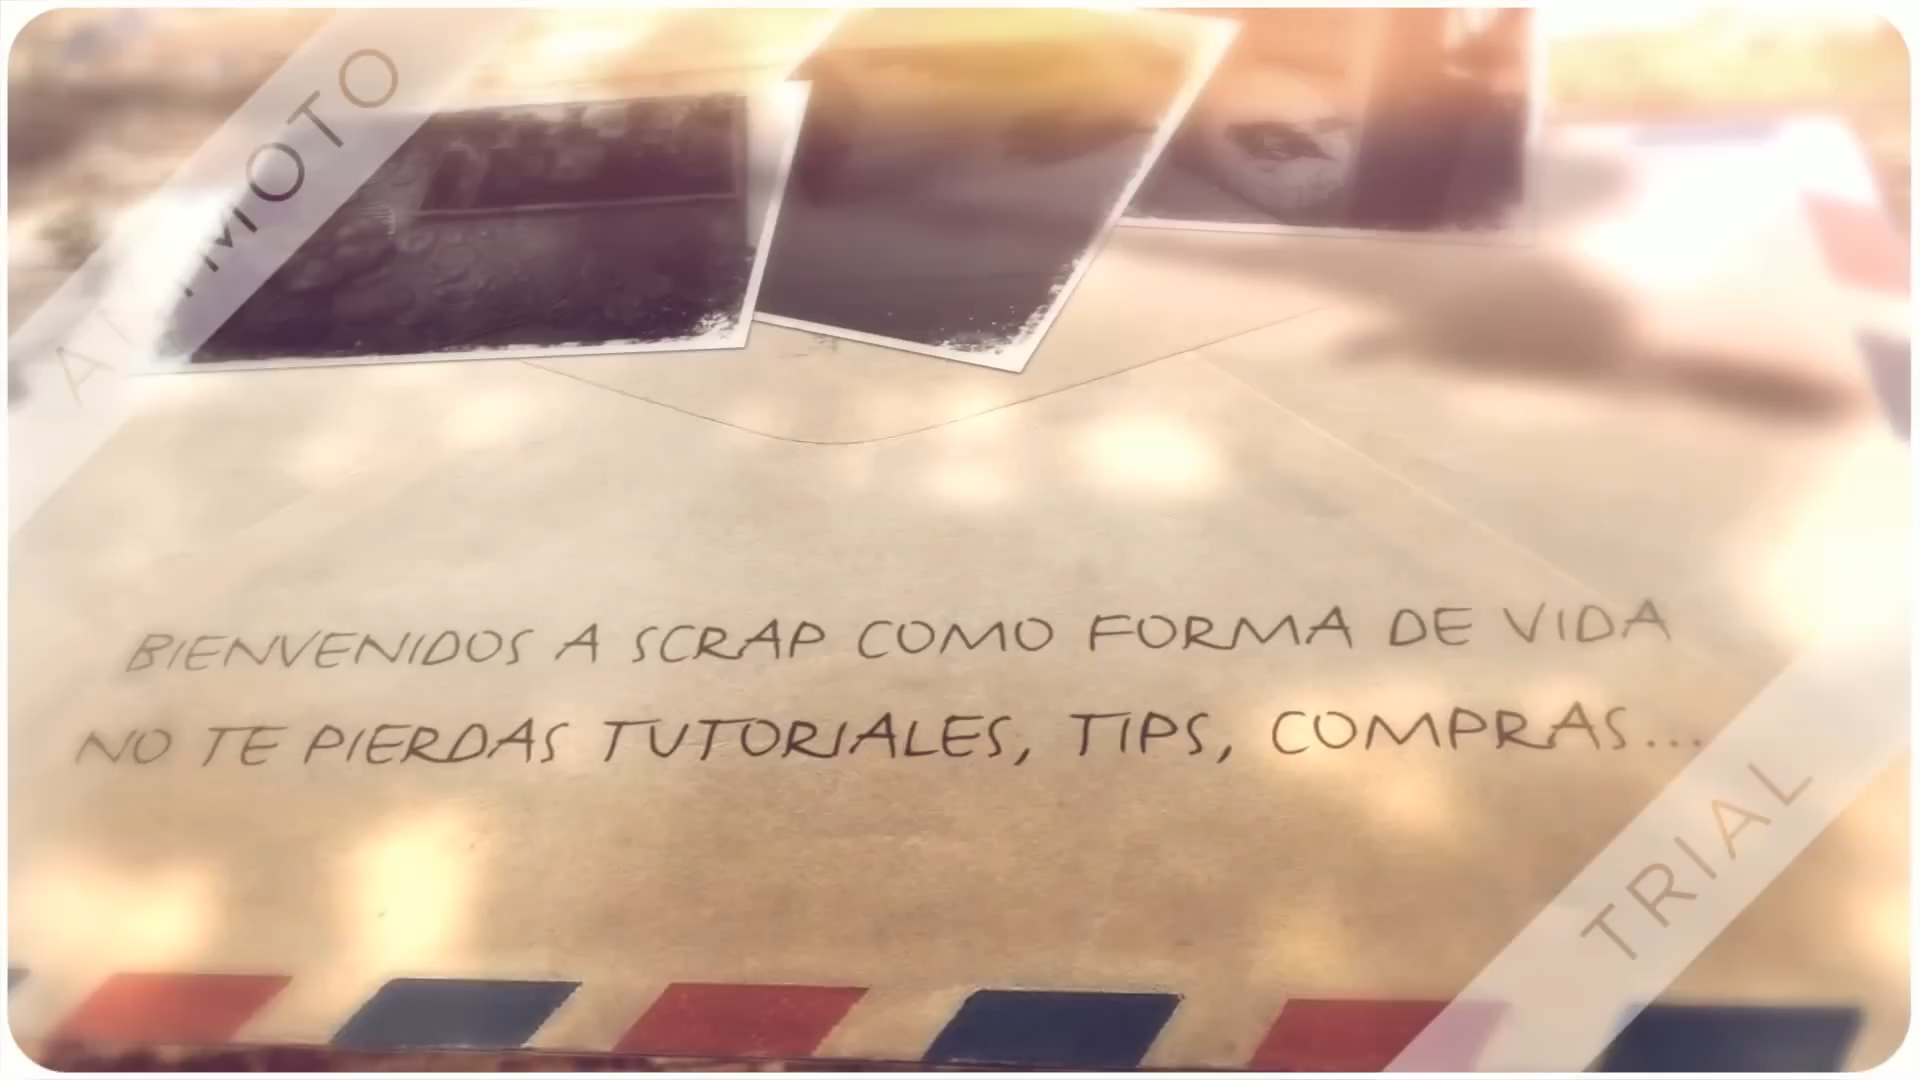 BIENVENIDOS A SCRAP COMO FORMA DE VIDA
NO TE PIERDAS TUTORIALES, TIPS, COMPRAS...
TRIAL